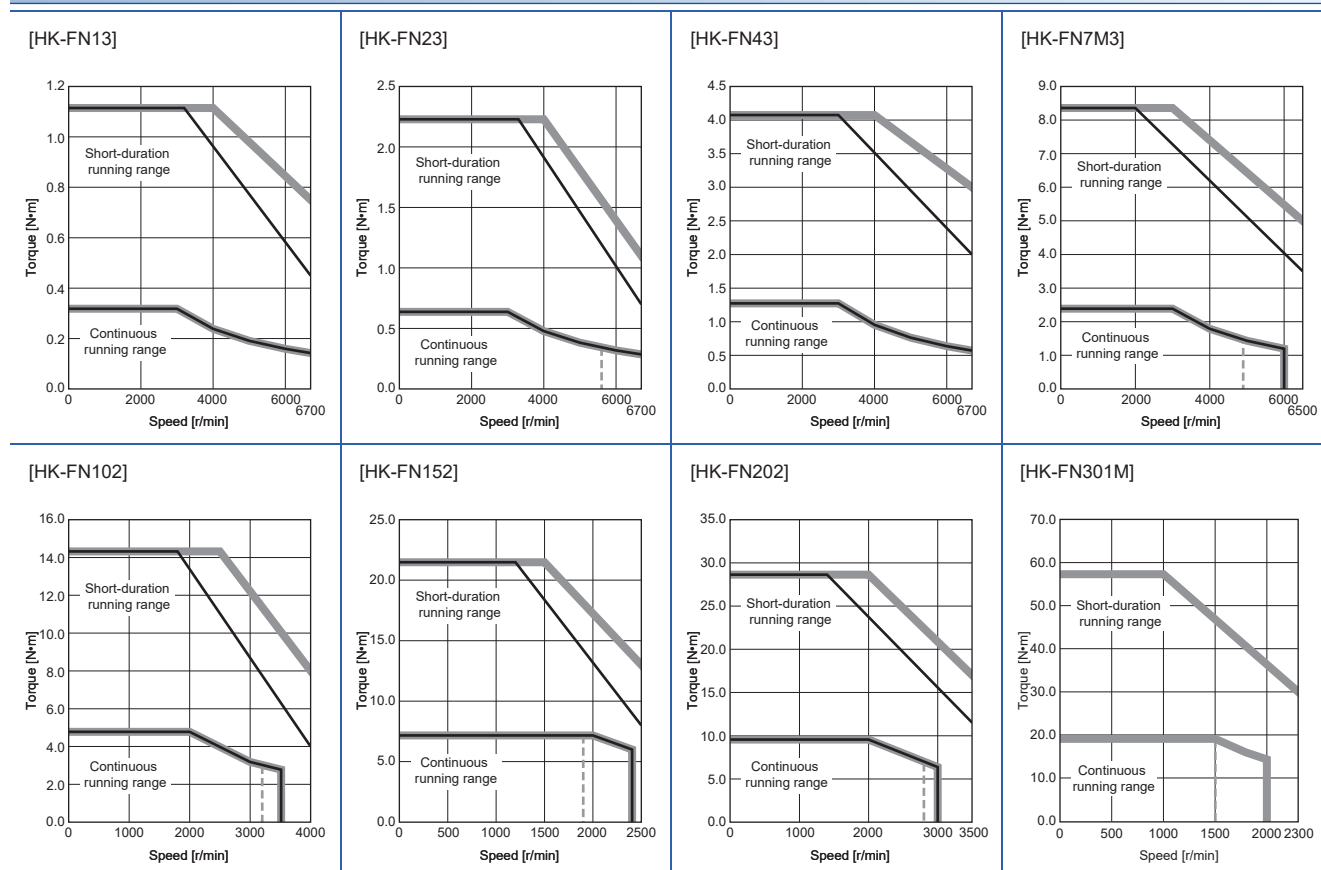 [HK-FN13]
1.2
1.0
0.8
0.6
0.4
0.2
0.0
Torque [N•m]
Short-duration
running range
Continuous
running range
0
2000
4000
6000
6700
Speed [r/min]
[HK-FN23]
2.5
2.0
1.5
1.0
0.5
0.0
Torque [N•m]
Short-duration
running range
Continuous
running range
0
2000
4000
6000
6700
Speed [r/min]
[HK-FN43]
4.5
4.0
3.5
3.0
2.5
2.0
1.5
1.0
0.5
0.0
Torque [N•m]
Short-duration
running range
Continuous
running range
0
2000
4000
6000
6700
Speed [r/min]
[HK-FN7M3]
9.0
8.0
7.0
6.0
5.0
4.0
3.0
2.0
1.0
0.0
Torque [N•m]
Short-duration
running range
Continuous
running range
0
2000
4000
6000
6500
Speed [r/min]
[HK-FN102]
16.0
14.0
12.0
10.0
8.0
6.0
4.0
2.0
0.0
Torque [N•m]
Short-duration
running range
Continuous
running range
0
1000
2000
3000
4000
Speed [r/min]
[HK-FN152]
25.0
20.0
15.0
10.0
5.0
0.0
Torque [N•m]
Short-duration
running range
Continuous
running range
0
500
1000
1500
2000
2500
Speed [r/min]
[HK-FN202]
35.0
30.0
25.0
20.0
15.0
10.0
5.0
0.0
Torque [N•m]
Short-duration
running range
Continuous
running range
0
1000
2000
3000
3500
Speed [r/min]
[HK-FN301M]
70.0
60.0
50.0
40.0
30.0
20.0
10.0
0.0
Torque [N•m]
Short-duration
running range
Continuous
running range
0
500
1000
1500
2000
2300
Speed [r/min]